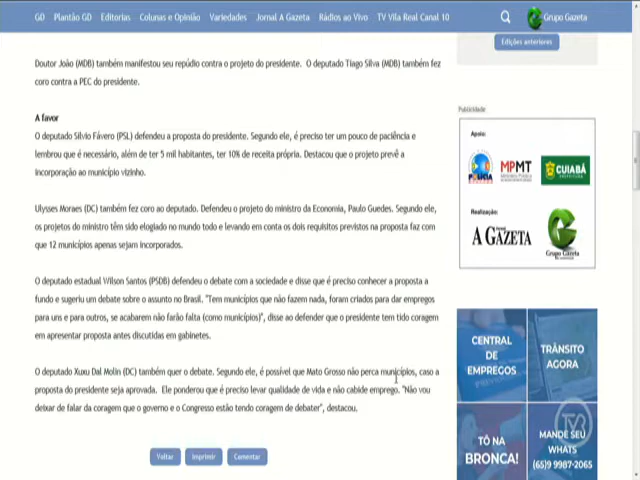 GD Plantão GD Editorias Colunas e Opinião Variedades Jornal A Gazeta Rádios ao Vivo TV Vila Real Canal 10 Grupo Gazeta
Edições anteriores
Doutor João (MDB) também manifestou seu repúdio contra o projeto do presidente. O deputado Tiago Silva (MDB) também fez
coro contra a PEC do presidente.
A favor
O deputado Silvio Fávero (PSL) defendeu a proposta do presidente. Segundo ele, é preciso ter um pouco de paciência e
lembrou que é necessário, além de ter 5 mil habitantes, ter 10% de receita própria. Destacou que o projeto prevê a
incorporação ao município vizinho.
Ulysses Moraes (DC) também fez coro ao deputado. Defendeu o projeto do ministro da Economia, Paulo Guedes. Segundo ele,
os projetos do ministro têm sido elogiado no mundo todo e levando em conta os dois requisitos previstos na proposta faz com
que 12 municípios apenas sejam incorporados.
O deputado estadual Wilson Santos (PSDB) defendeu o debate com a sociedade e disse que é preciso conhecer a proposta a
fundo e sugeriu um debate sobre o assunto no Brasil. "Tem municípios que não fazem nada, foram criados para dar empregos
para uns e para outros, se acabarem não farão falta (como municípios)", disse ao defender que o presidente tem tido coragem
em apresentar proposta antes discutidas em gabinetes.
O deputado Xuxu Dal Molin (DC) também quer o debate. Segundo ele, é possível que Mato Grosso não perca municípios, caso a
proposta do presidente seja aprovada. Ele ponderou que é preciso levar qualidade de vida e não cabide emprego. "Não vou
deixar de falar da coragem que o governo e o Congresso estão tendo coragem de debater", destacou.
Voltar Imprimir Comentar
Publicidade
Apoio:
POLÍCIA
MPMT
CUIABÁ
Realização:
A GAZETA
Grupo Gazeta
CENTRAL
DE
EMPREGOS
TRÂNSITO
AGORA
TÔ NA
BRONCA!
MANDE SEU
WHATS
(65)9 9987-2065